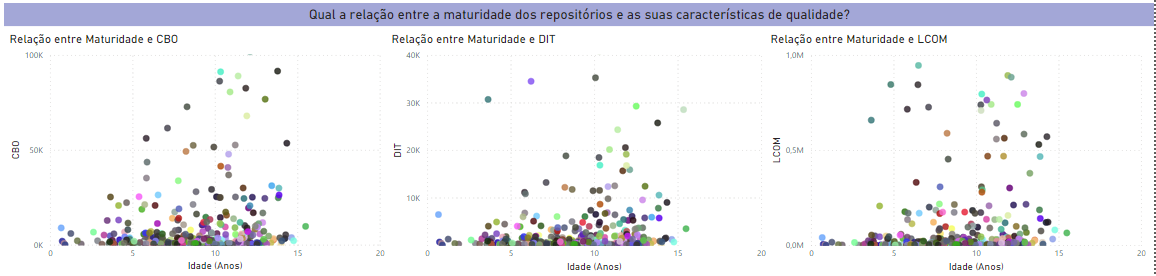 Qual a relação entre a maturidade dos repositórios e as suas características de qualidade?
Relação entre Maturidade e CBO
100K
50K
0K
CBO
0
5
10
15
20
Idade (Anos)
Relação entre Maturidade e DIT
40K
30K
20K
10K
0K
DIT
0
5
10
15
20
Idade (Anos)
Relação entre Maturidade e LCOM
1,0M
0,5M
0,0M
LCOM
0
5
10
15
20
Idade (Anos)